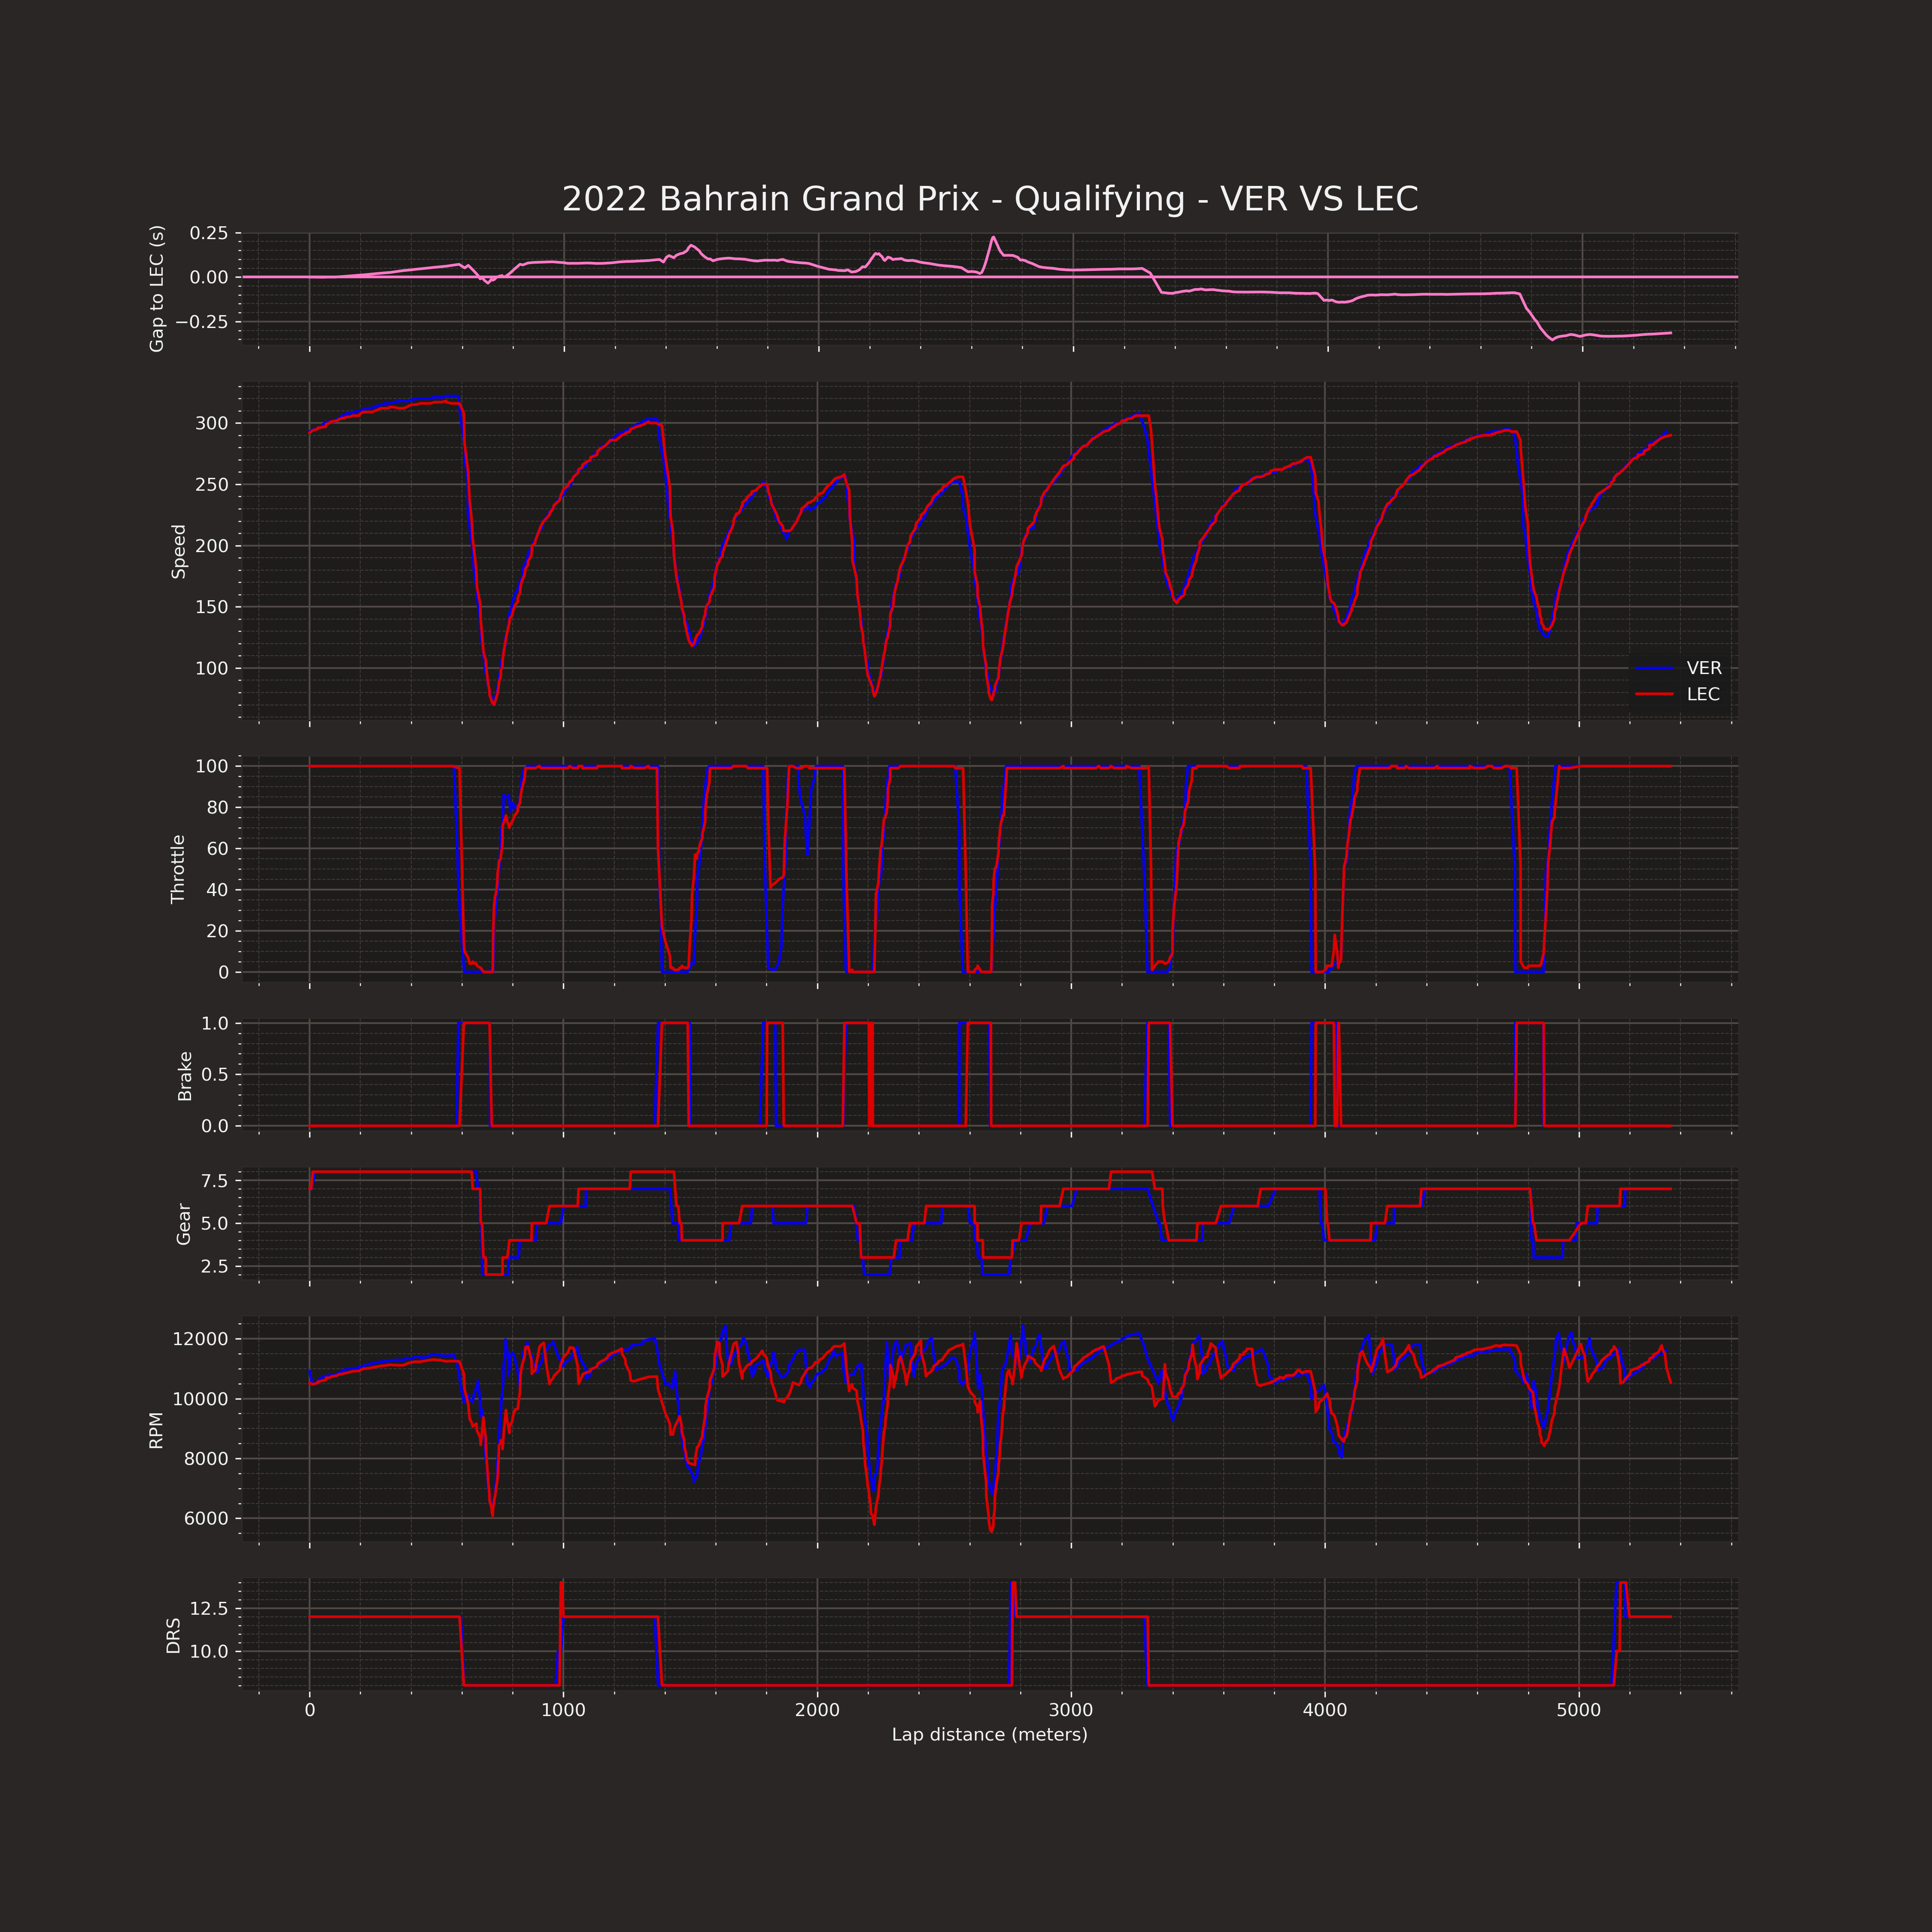 2022 Bahrain Grand Prix - Qualifying - VER VS LEC
Gap to LEC (s)
0.25
0.00
−0.25
Speed
300
250
200
150
100
VER
LEC
Throttle
100
80
60
40
20
0
Brake
1.0
0.5
0.0
Gear
7.5
5.0
2.5
RPM
12000
10000
8000
6000
DRS
12.5
10.0
0 1000 2000 3000 4000 5000
Lap distance (meters)